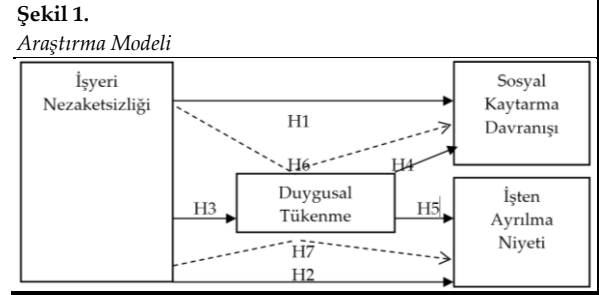 Şekil 1.
Araştırma Modeli
İşyeri
Nezaketsizliği
Sosyal
Kaytarma
Davranışı
H1
H6
H4
Duygusal
Tükenme
H3
H5
İşten
Ayrılma
Niyeti
H7
H2